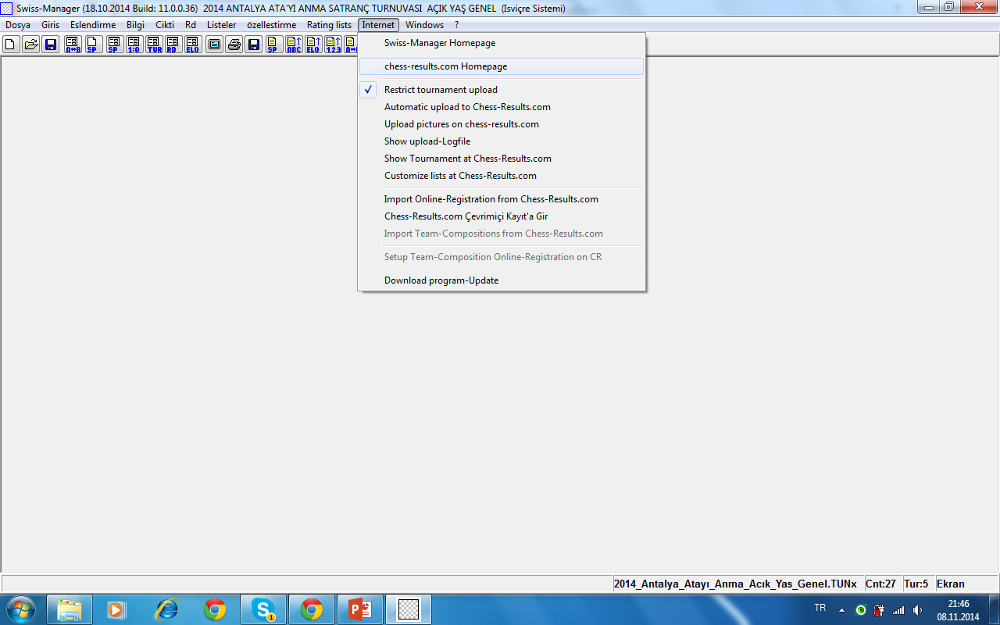 Swiss-Manager (18.10.2014 Build: 11.0.0.36) 2014 ANTALYA ATA'YI ANMA SATRANÇ TURNUVASI AÇIK YAŞ GENEL (Isviçre Sistemi)
Dosya Giris Eslendirme Bilgi Cikti Rd Listeler özellestirme Rating lists Internet Windows ?
A↔B SP SP 1:0 TUR RD ELO SP ABC ELO 1.2.3
Swiss-Manager Homepage
chess-results.com Homepage
Restrict tournament upload
Automatic upload to Chess-Results.com
Upload pictures on chess-results.com
Show upload-Logfile
Show Tournament at Chess-Results.com
Customize lists at Chess-Results.com
Import Online-Registration from Chess-Results.com
Chess-Results.com Çevrimiçi Kayıt'a Gir
Import Team-Compositions from Chess-Results.com
Setup Team-Composition Online-Registration on CR
Download program-Update
2014_Antalya_Atayı_Anma_Acık_Yas_Genel.TUNx Cnt:27 Tur:5 Ekran
TR 21:46
08.11.2014